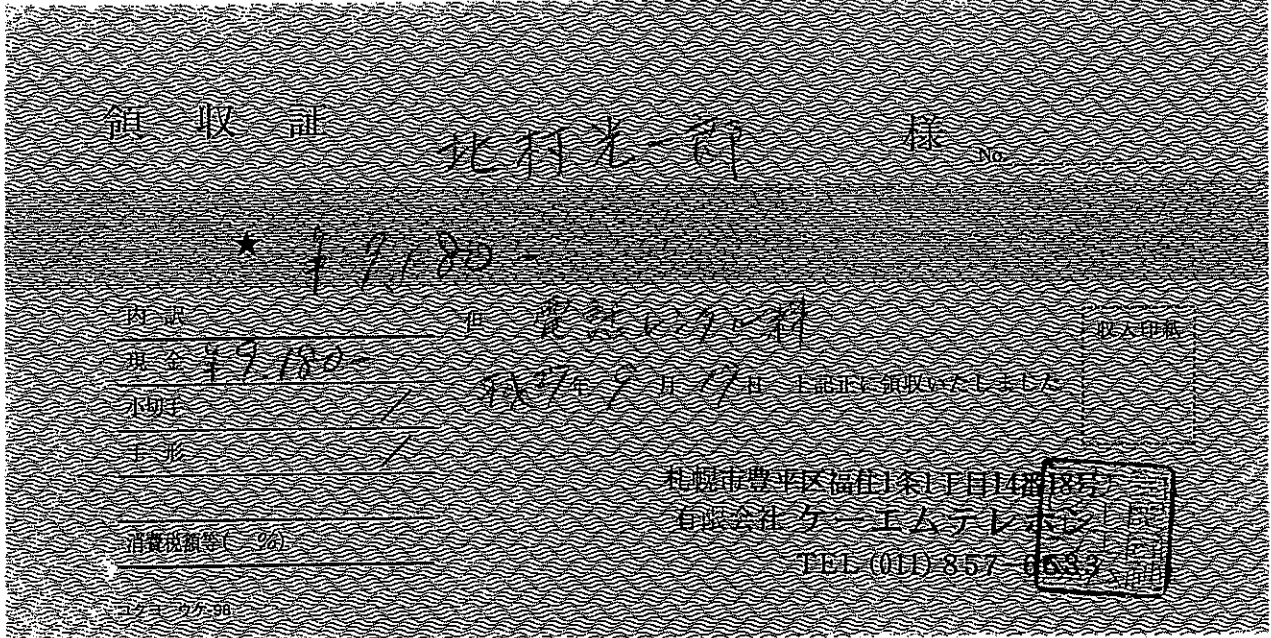 領収証 北村光一郎 様 No.
★ ¥9,180-
内訳 但 電話レンタル料 収入印紙
現金 ¥9,180-
平成27年9月19日 上記正に領収いたしました
小切手 /
手形 /
札幌市豊平区福住1条1丁目14番18号
有限会社 ケーエムテレホン
消費税額等( %)
TEL (011) 857
コクヨ ウケ-98